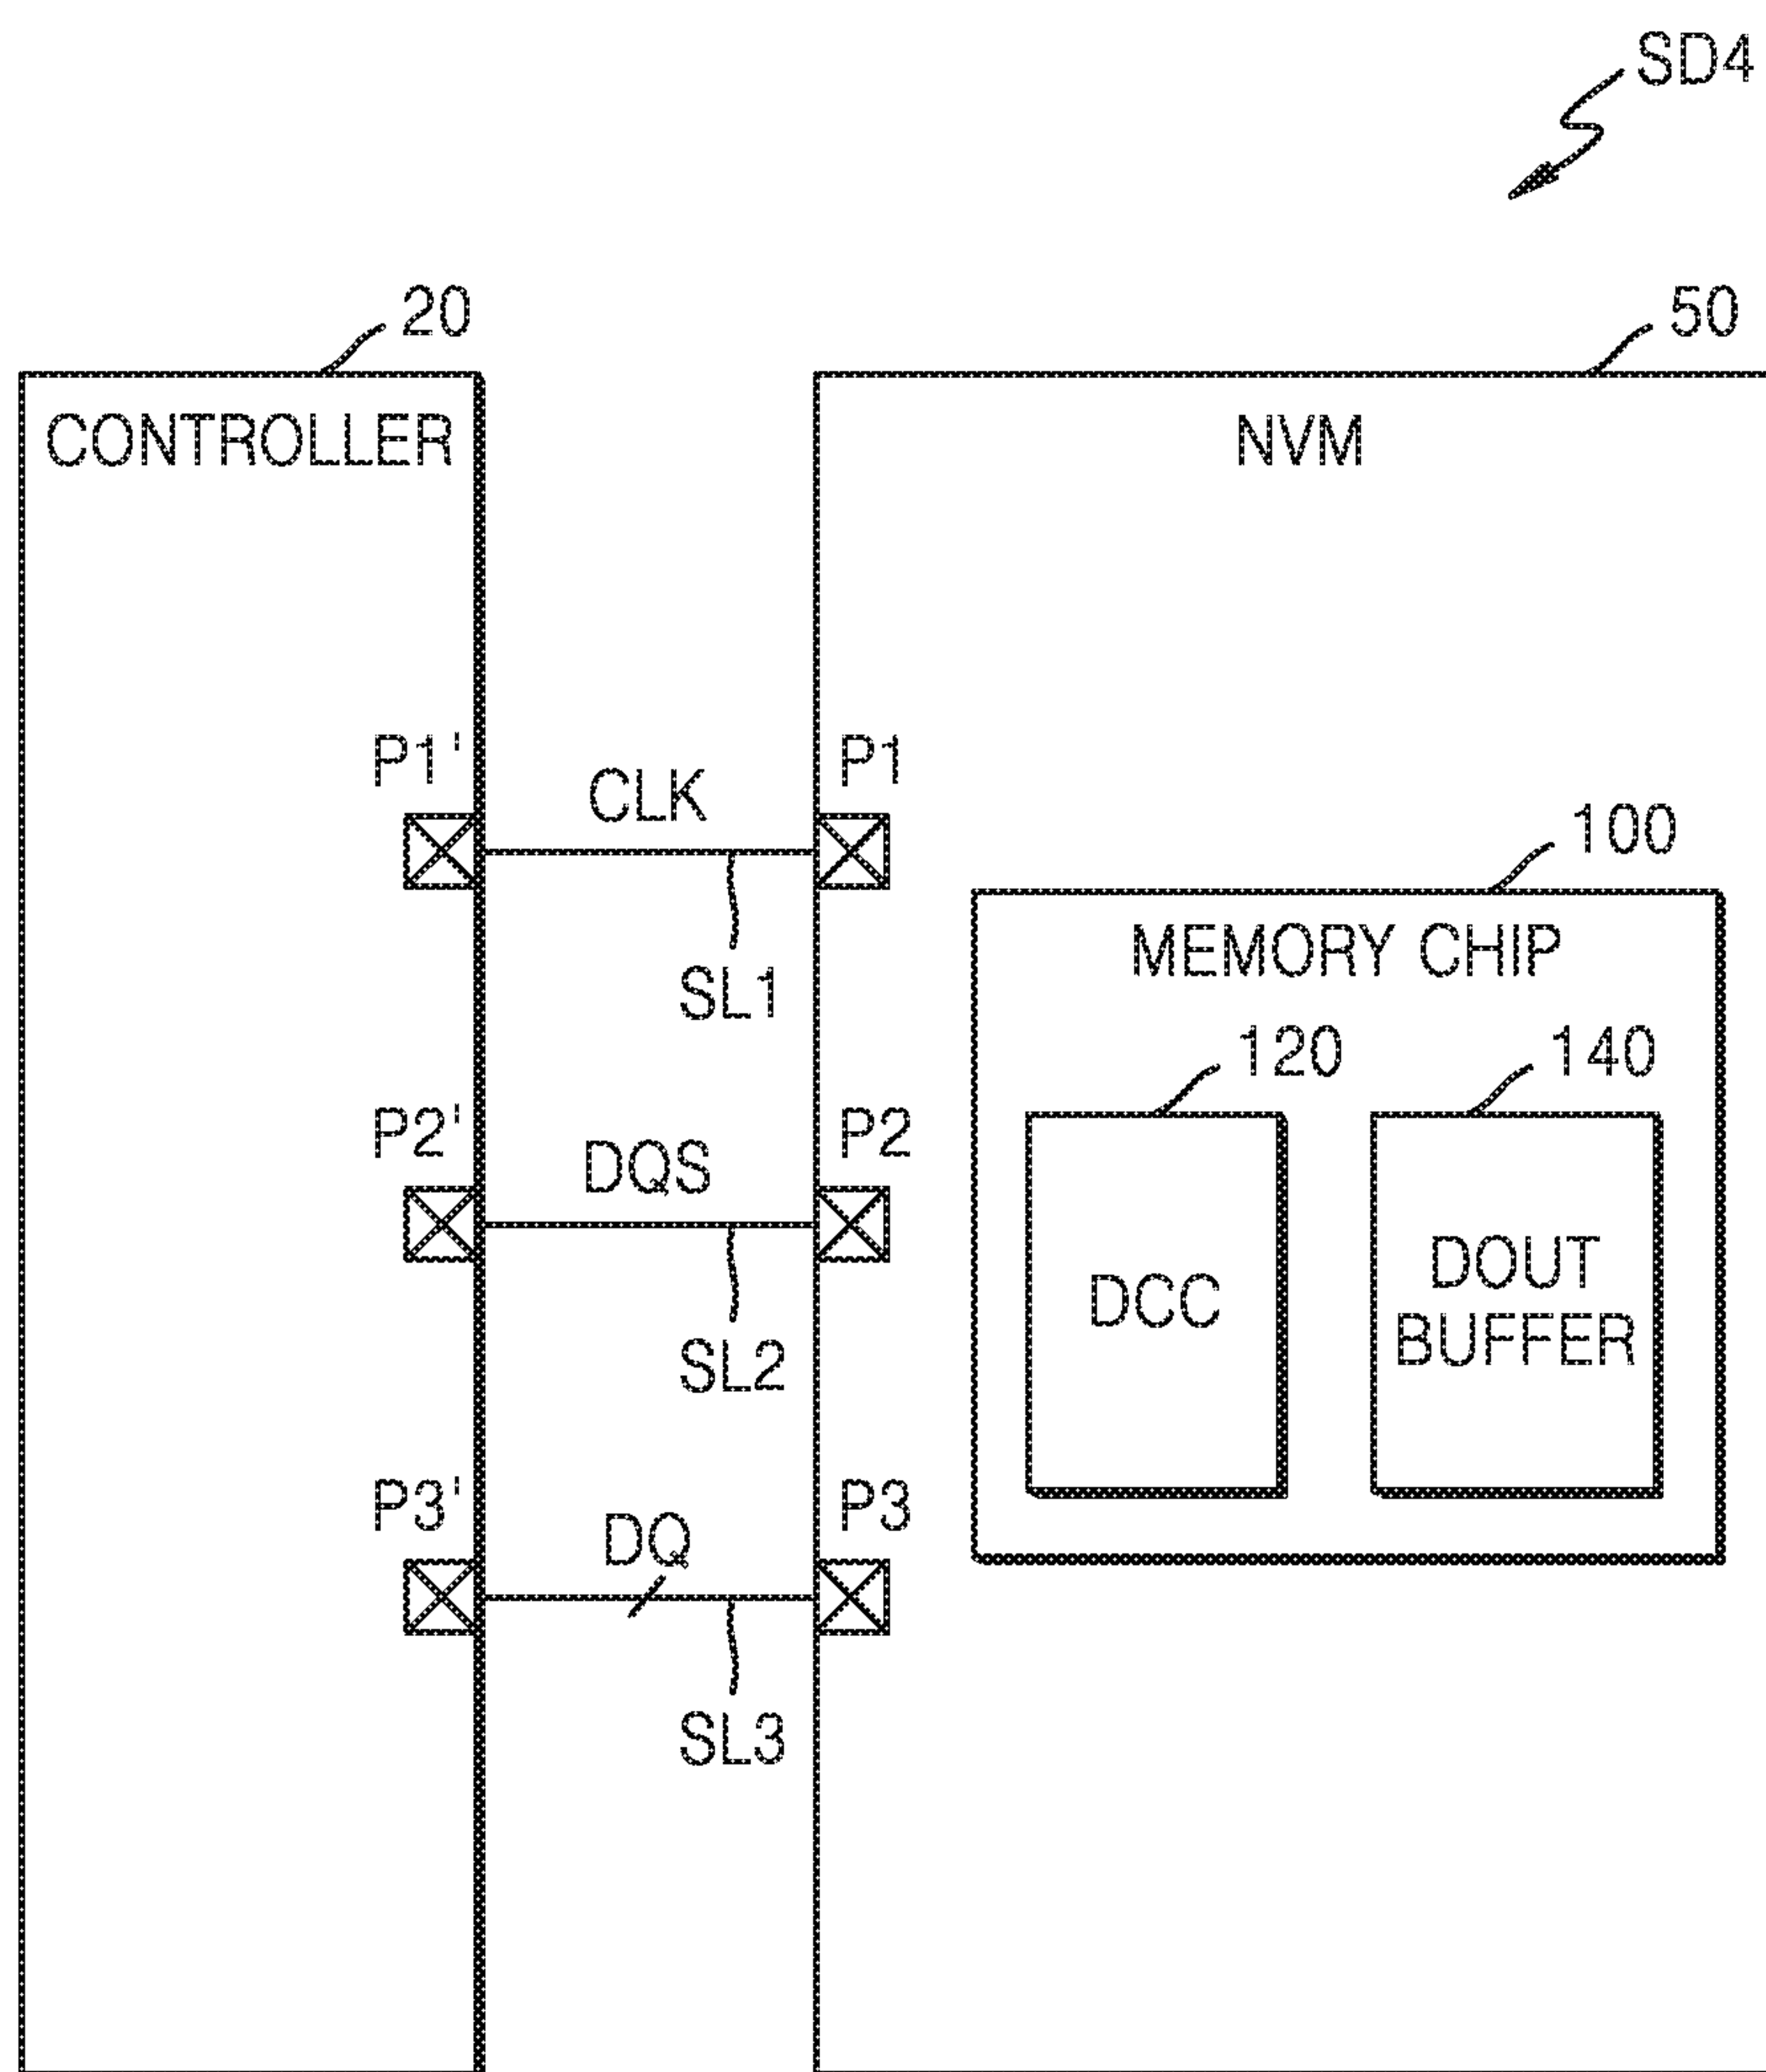 SD4
20
50
CONTROLLER
NVM
P1'
CLK
P1
SL1
100
MEMORY CHIP
120
140
P2'
DQS
P2
DCC
DOUT
BUFFER
SL2
P3'
DQ
P3
SL3